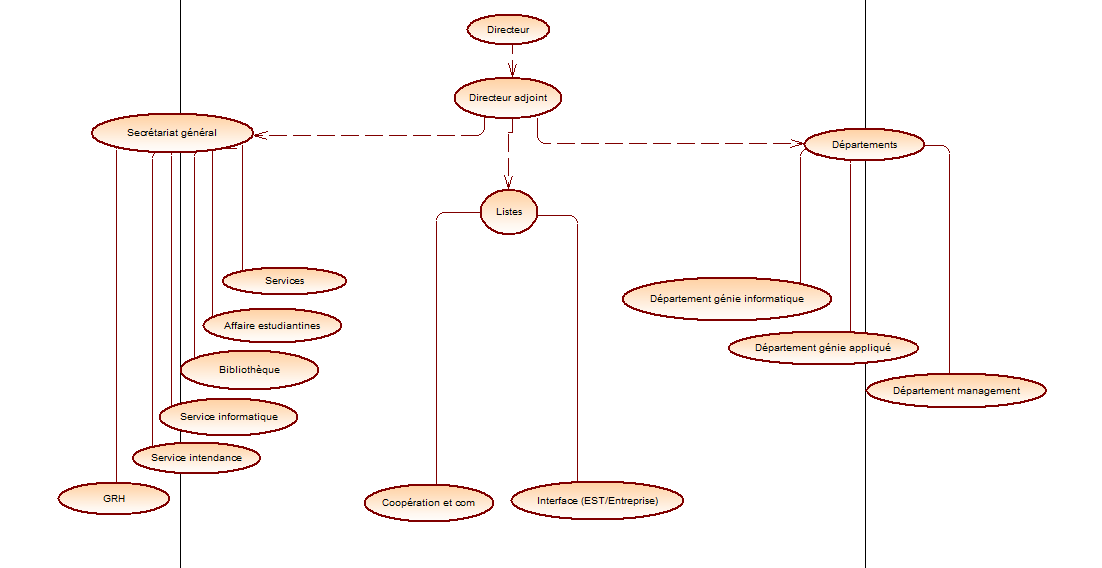 Directeur
Directeur adjoint
Secrétariat général
Départements
Listes
Services
Département génie informatique
Affaire estudiantines
Département génie appliqué
Bibliothèque
Département management
Service informatique
Service intendance
GRH
Coopération et com
Interface (EST/Entreprise)